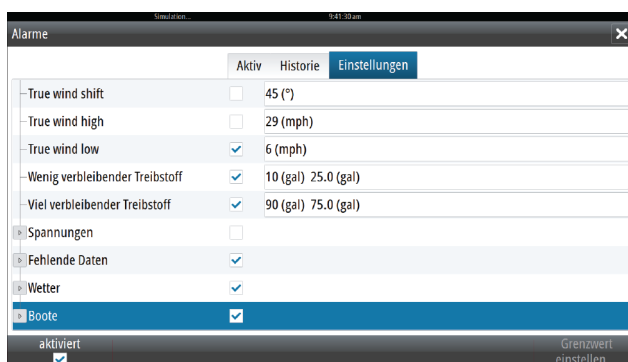 Simulation... 9:41:30 am
Alarme
Aktiv Historie Einstellungen
True wind shift 45 (°)
True wind high 29 (mph)
True wind low 6 (mph)
Wenig verbleibender Treibstoff 10 (gal) 25.0 (gal)
Viel verbleibender Treibstoff 90 (gal) 75.0 (gal)
Spannungen
Fehlende Daten
Wetter
Boote
aktiviert Grenzwert
einstellen